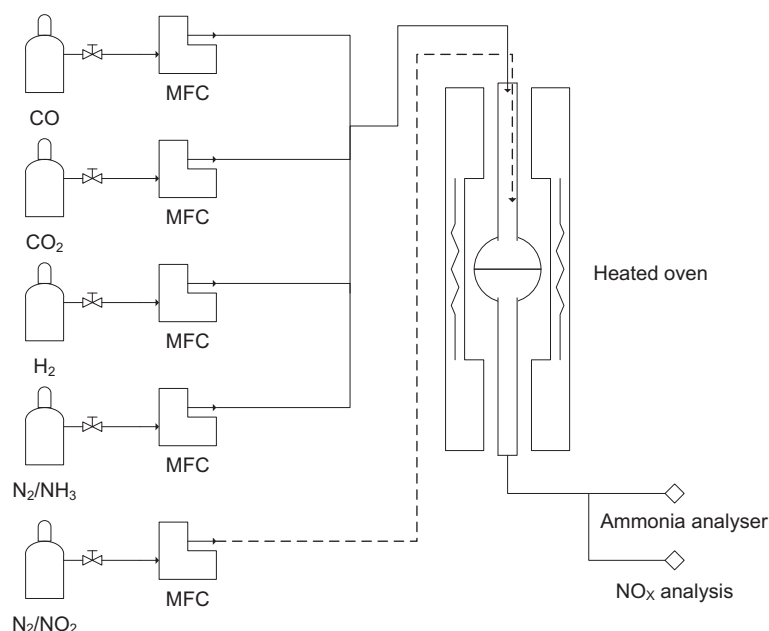 CO
MFC
CO₂
MFC
H₂
MFC
N₂/NH₃
MFC
N₂/NO₂
MFC
Heated oven
Ammonia analyser
NOₓ analysis